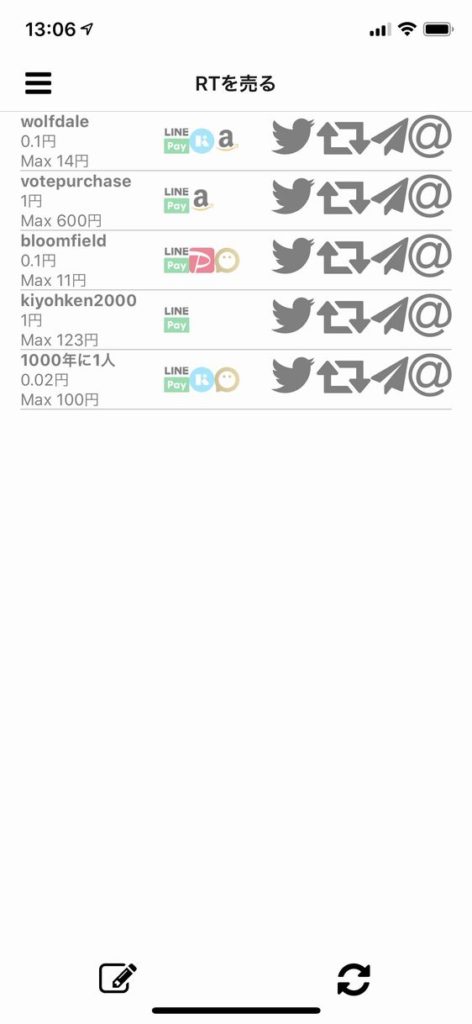 13:06
RTを売る
wolfdale
0.1円
Max 14円
LINE
Pay
a
votepurchase
1円
Max 600円
LINE
Pay
a
bloomfield
0.1円
Max 11円
LINE
Pay
kiyohken2000
1円
Max 123円
LINE
Pay
1000年に1人
0.02円
Max 100円
LINE
Pay